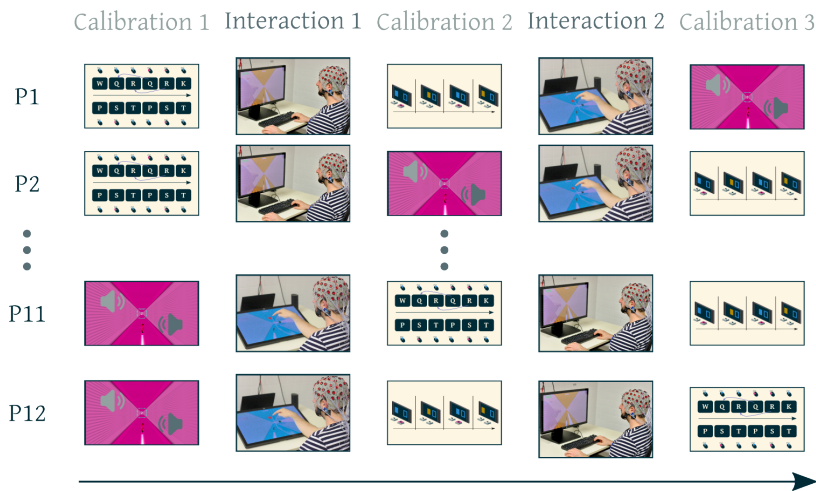 Calibration 1 Interaction 1 Calibration 2 Interaction 2 Calibration 3
P1
W Q R Q R K
P S T P S T
P2
W Q R Q R K
P S T P S T
P11
W Q R Q R K
P S T P S T
P12
W Q R Q R K
P S T P S T